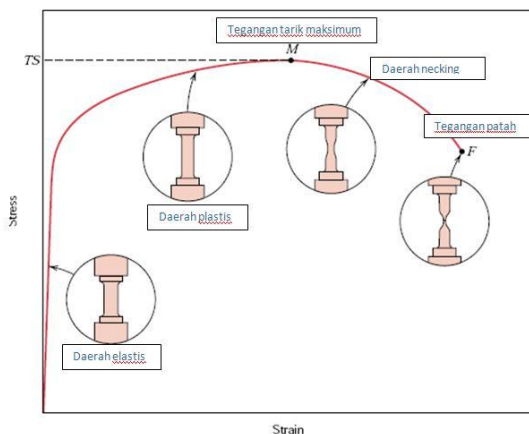 Tegangan tarik maksimum
M
TS
Daerah necking
Tegangan patah
F
Daerah plastis
Stress
Daerah elastis
Strain